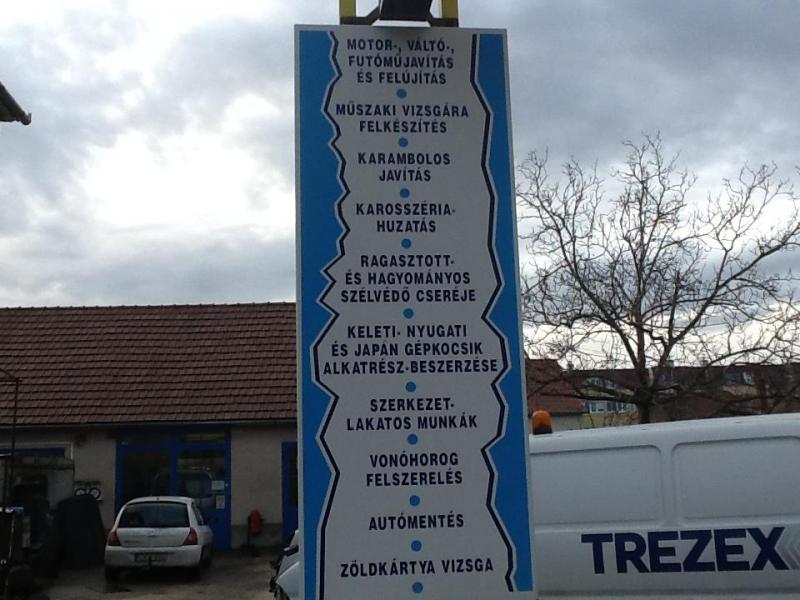 MOTOR-, VÁLTÓ-,
FUTÓMŰJAVÍTÁS
ÉS FELÚJÍTÁS
MŰSZAKI VIZSGÁRA
FELKÉSZÍTÉS
KARAMBOLOS
JAVÍTÁS
KAROSSZÉRIA-
HUZATÁS
RAGASZTOTT-
ÉS HAGYOMÁNYOS
SZÉLVÉDŐ CSERÉJE
KELETI- NYUGATI
ÉS JAPÁN GÉPKOCSIK
ALKATRÉSZ-BESZERZÉSE
SZERKEZET-
LAKATOS MUNKÁK
VONÓHOROG
FELSZERELÉS
AUTÓMENTÉS
ZÖLDKÁRTYA VIZSGA
TREZEX